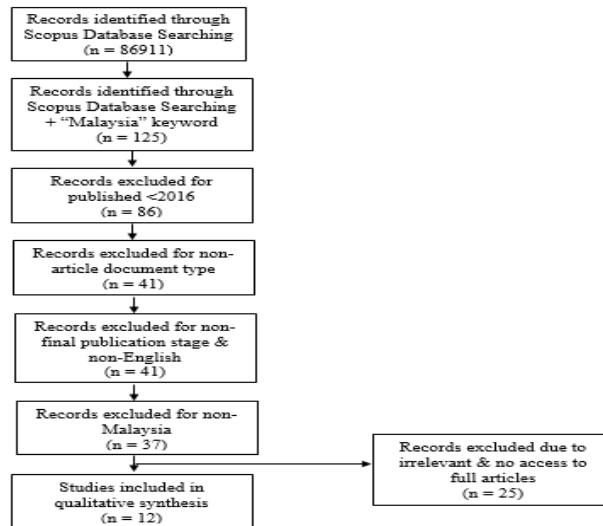 Records identified through
Scopus Database Searching
(n = 86911)
Records identified through
Scopus Database Searching
+ “Malaysia” keyword
(n = 125)
Records excluded for
published <2016
(n = 86)
Records excluded for non-
article document type
(n = 41)
Records excluded for non-
final publication stage &
non-English
(n = 41)
Records excluded for non-
Malaysia
(n = 37)
Records excluded due to
irrelevant & no access to
full articles
(n = 25)
Studies included in
qualitative synthesis
(n = 12)